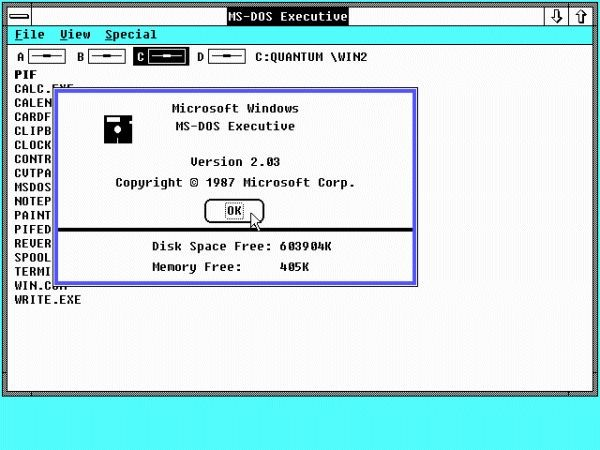 MS-DOS Executive
File View Special
A B C D C:QUANTUM \WIN2
PIF
CALC.EXE
CALEN
CARDF
CLIPB
CLOCK
CONTR
CVTPA
MSDOS
NOTEP
PAINT
PIFED
REVER
SPOOL
TERMI
WIN.COM
WRITE.EXE
Microsoft Windows
MS-DOS Executive
Version 2.03
Copyright © 1987 Microsoft Corp.
OK
Disk Space Free: 603904K
Memory Free: 405K